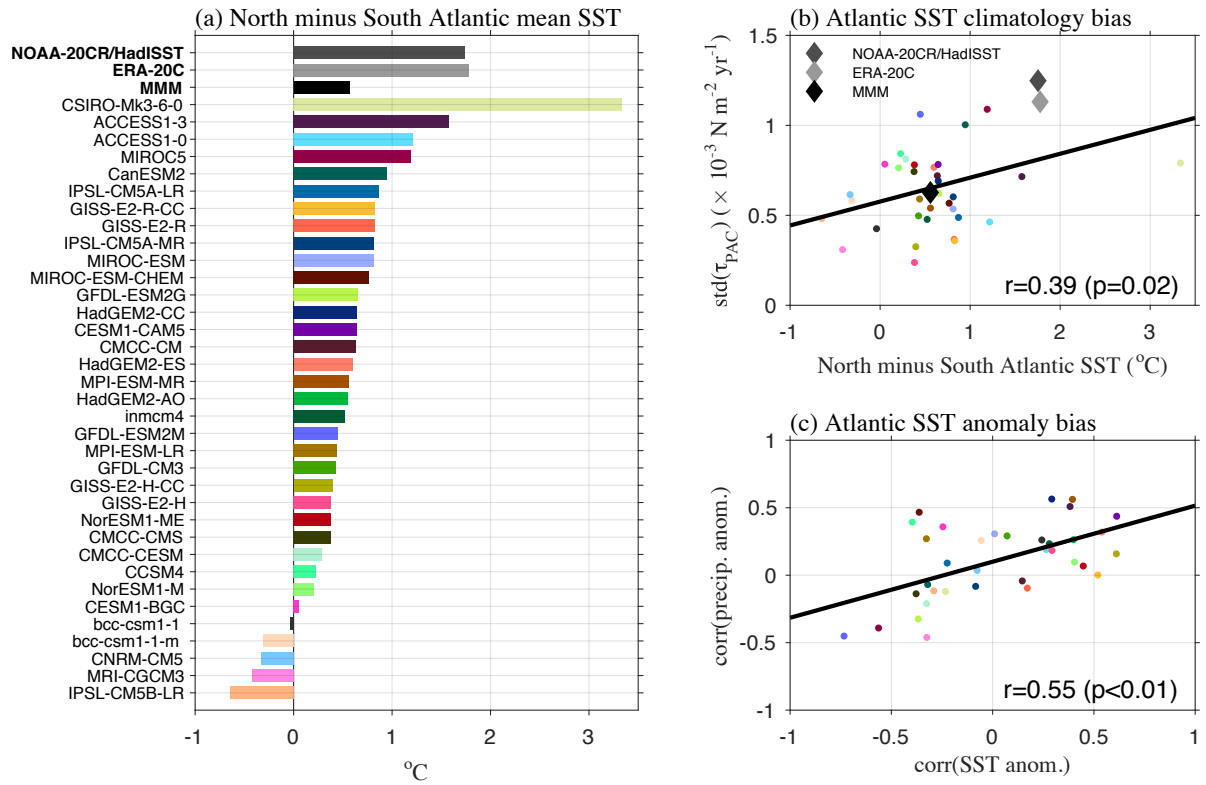 (a) North minus South Atlantic mean SST
NOAA-20CR/HadISST
ERA-20C
MMM
CSIRO-Mk3-6-0
ACCESS1-3
ACCESS1-0
MIROC5
CanESM2
IPSL-CM5A-LR
GISS-E2-R-CC
GISS-E2-R
IPSL-CM5A-MR
MIROC-ESM
MIROC-ESM-CHEM
GFDL-ESM2G
HadGEM2-CC
CESM1-CAM5
CMCC-CM
HadGEM2-ES
MPI-ESM-MR
HadGEM2-AO
inmcm4
GFDL-ESM2M
MPI-ESM-LR
GFDL-CM3
GISS-E2-H-CC
GISS-E2-H
NorESM1-ME
CMCC-CMS
CMCC-CESM
CCSM4
NorESM1-M
CESM1-BGC
bcc-csm1-1
bcc-csm1-1-m
CNRM-CM5
MRI-CGCM3
IPSL-CM5B-LR
-1 0 1 2 3
°C
(b) Atlantic SST climatology bias
NOAA-20CR/HadISST
ERA-20C
MMM
1.5
1
0.5
0
std(τ_PAC) (× 10⁻³ N m⁻² yr⁻¹)
r=0.39 (p=0.02)
-1 0 1 2 3
North minus South Atlantic SST (°C)
(c) Atlantic SST anomaly bias
1
0.5
0
-0.5
-1
corr(precip. anom.)
r=0.55 (p<0.01)
-1 -0.5 0 0.5 1
corr(SST anom.)